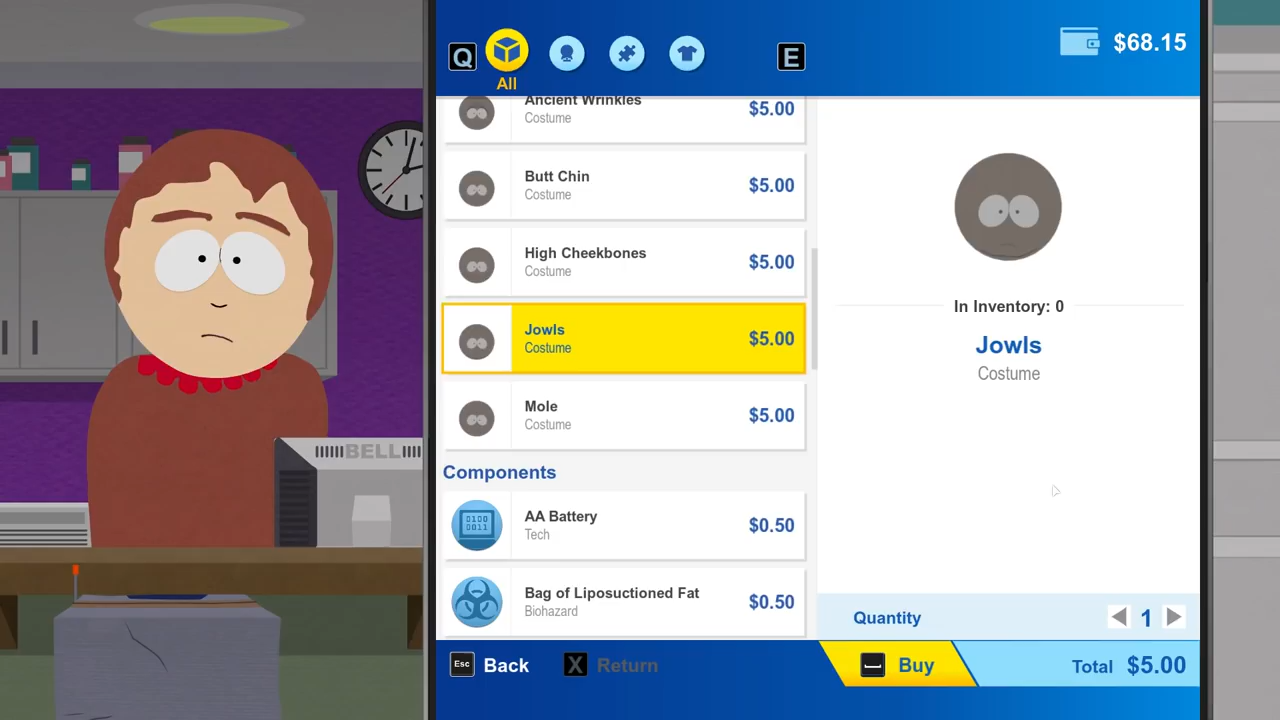 Q
E
All
$68.15
Ancient Wrinkles
Costume
$5.00
Butt Chin
Costume
$5.00
High Cheekbones
Costume
$5.00
Jowls
Costume
$5.00
Mole
Costume
$5.00
Components
AA Battery
Tech
$0.50
Bag of Liposuctioned Fat
Biohazard
$0.50
In Inventory: 0
Jowls
Costume
Quantity
1
Esc Back
X Return
Buy
Total $5.00
BELL
0100
0011